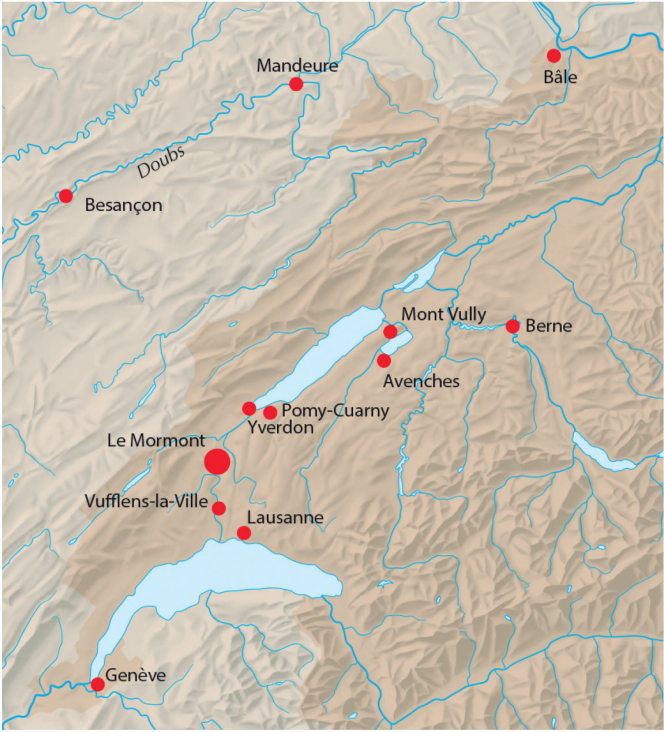 Mandeure
Bâle
Doubs
Besançon
Mont Vully
Berne
Avenches
Pomy-Cuarny
Yverdon
Le Mormont
Vufflens-la-Ville
Lausanne
Genève